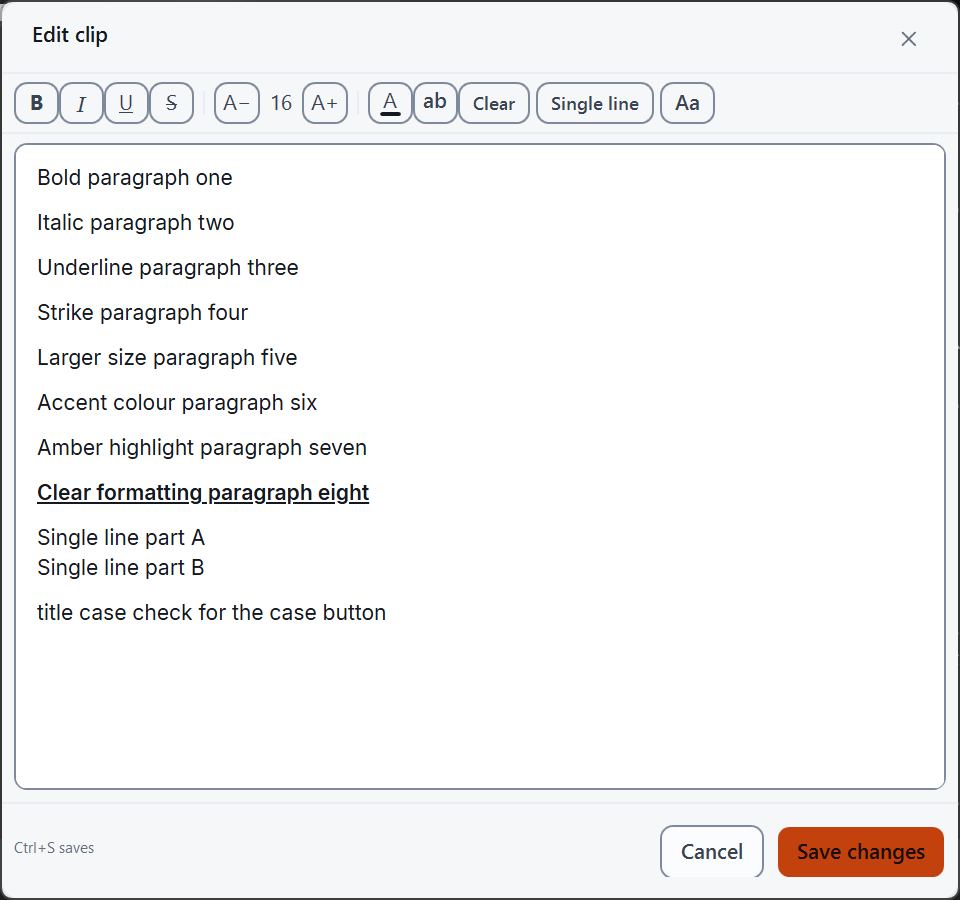 Edit clip
B I U S A− 16 A+ A ab Clear Single line Aa
Bold paragraph one
Italic paragraph two
Underline paragraph three
Strike paragraph four
Larger size paragraph five
Accent colour paragraph six
Amber highlight paragraph seven
Clear formatting paragraph eight
Single line part A
Single line part B
title case check for the case button
Ctrl+S saves Cancel Save changes